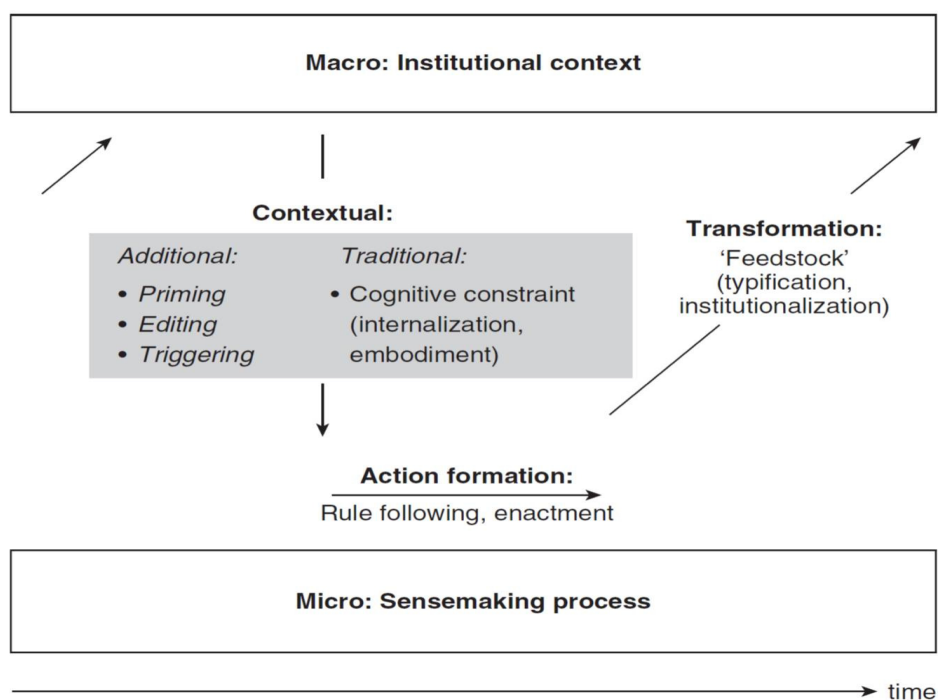 Macro: Institutional context
Contextual:
Additional:
• Priming
• Editing
• Triggering
Traditional:
• Cognitive constraint
(internalization,
embodiment)
Transformation:
‘Feedstock’
(typification,
institutionalization)
Action formation:
Rule following, enactment
Micro: Sensemaking process
time